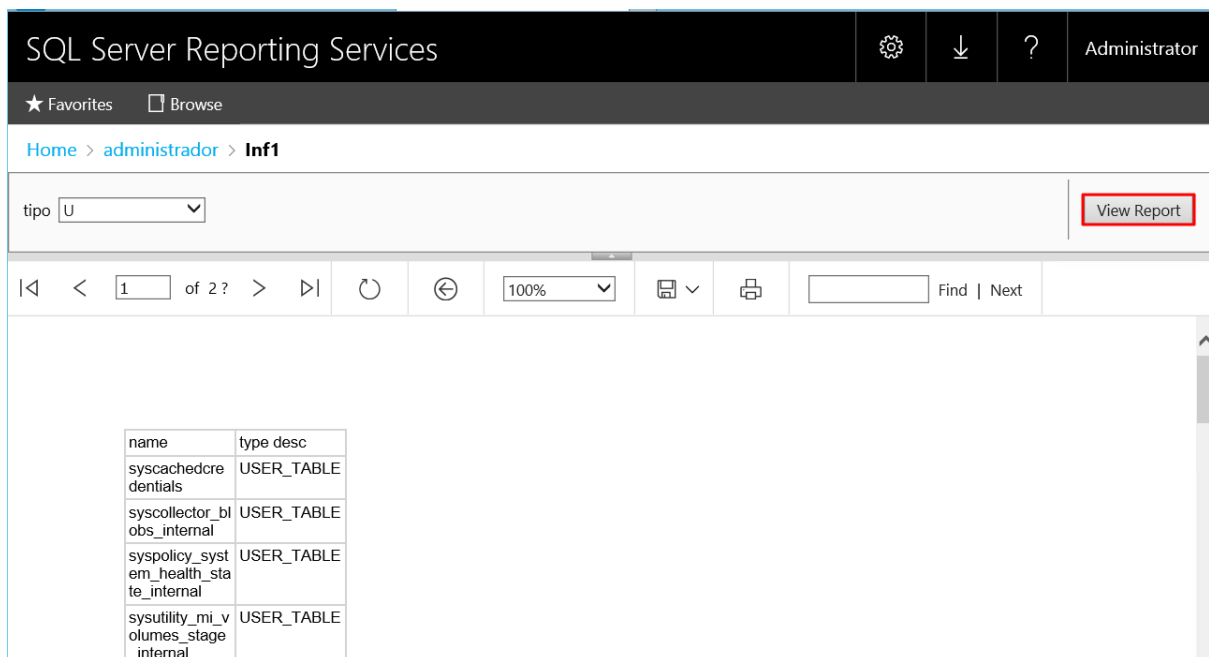 SQL Server Reporting Services
?
Administrator
Favorites
Browse
Home > administrador > Inf1
tipo U
View Report
1 of 2 ?
100%
Find | Next
name type desc
syscachedcre USER_TABLE
dentials
syscollector_bl USER_TABLE
obs_internal
syspolicy_syst USER_TABLE
em_health_sta
te_internal
sysutility_mi_v USER_TABLE
olumes_stage
_internal